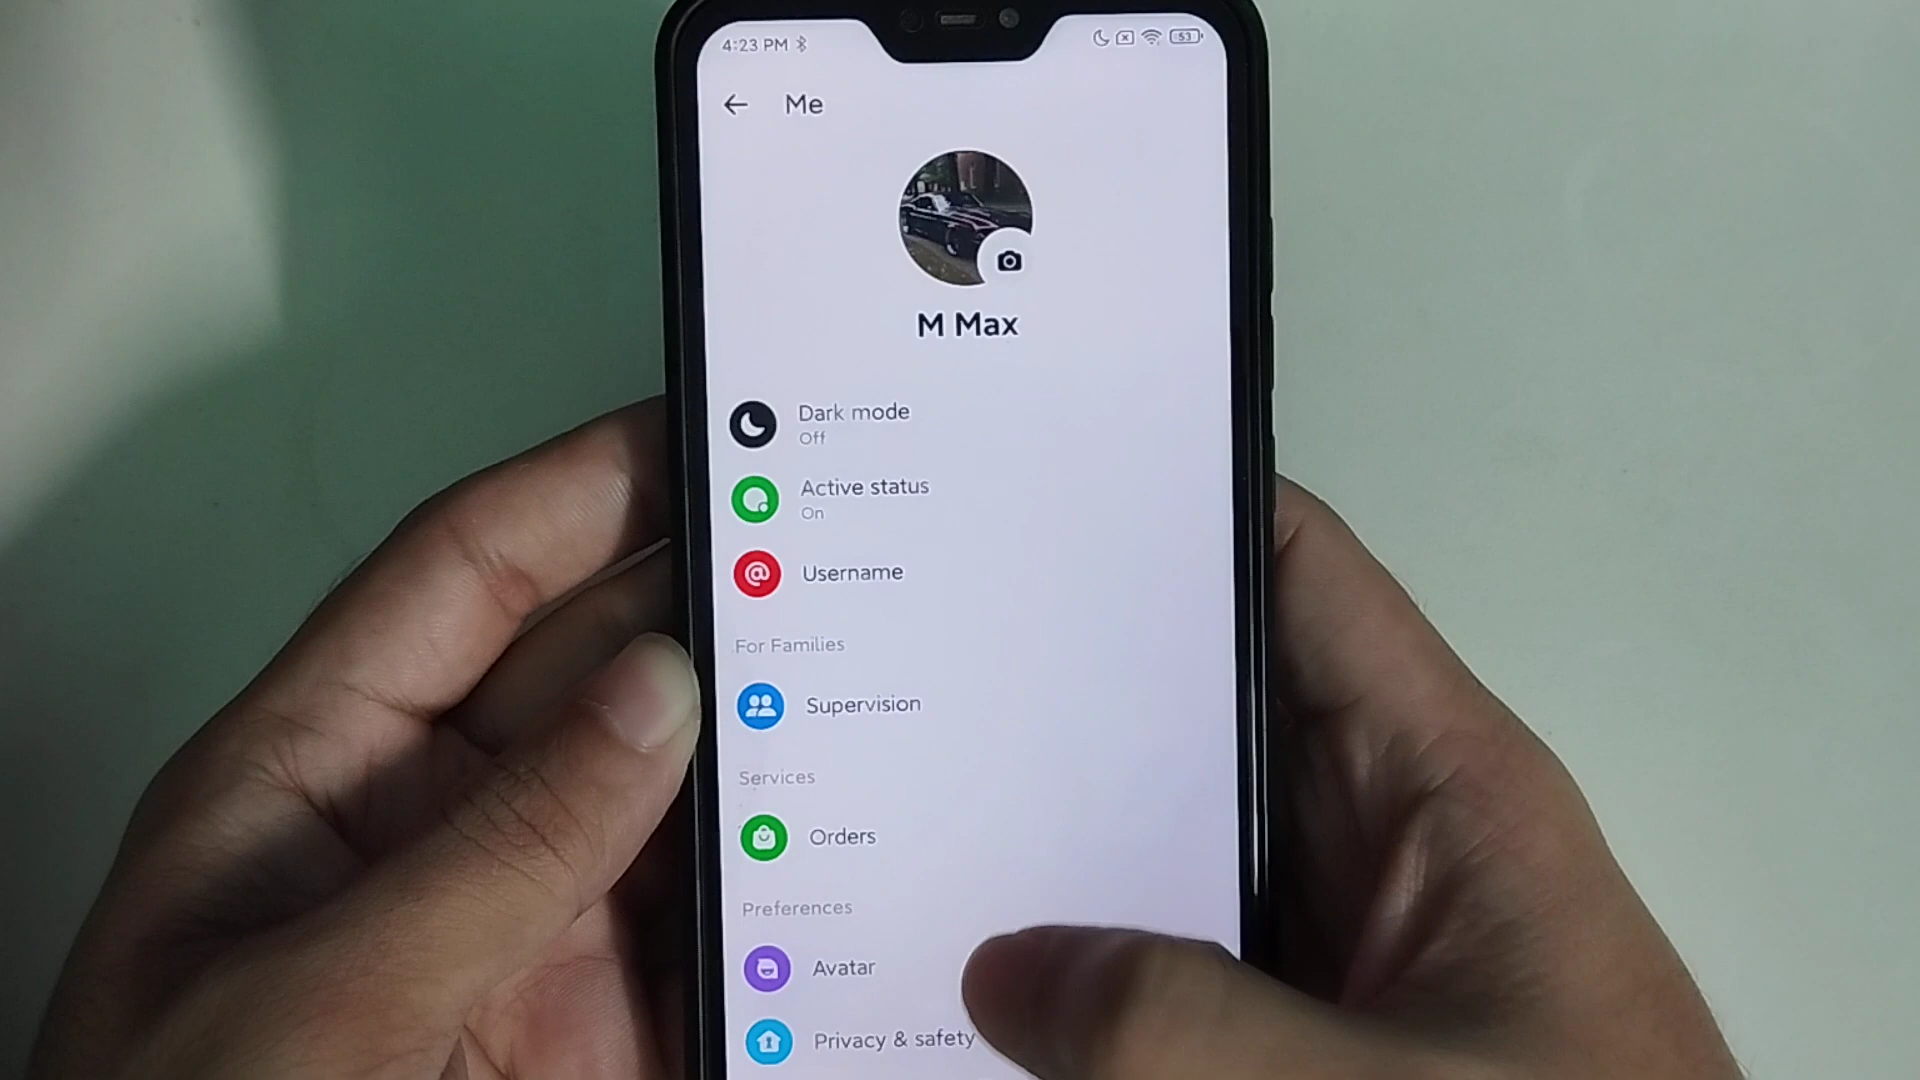 4:23 PM
53
Me
M Max
Dark mode
Off
Active status
On
@
Username
For Families
Supervision
Services
Orders
Preferences
Avatar
Privacy & safety